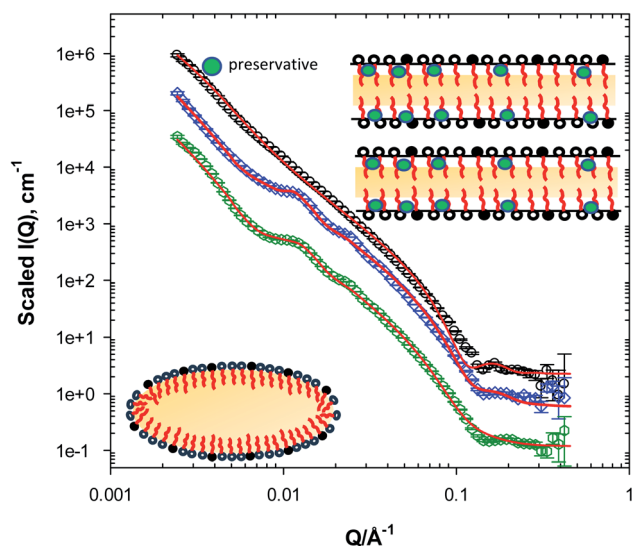 1e+6
preservative
1e+5
1e+4
1e+3
1e+2
1e+1
1e+0
1e-1
Scaled I(Q), cm⁻¹
0.001 0.01 0.1 1
Q/Å⁻¹